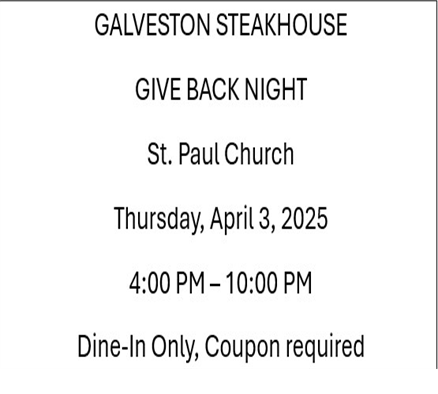 GALVESTON STEAKHOUSE
GIVE BACK NIGHT
St. Paul Church
Thursday, April 3, 2025
4:00 PM – 10:00 PM
Dine-In Only, Coupon required